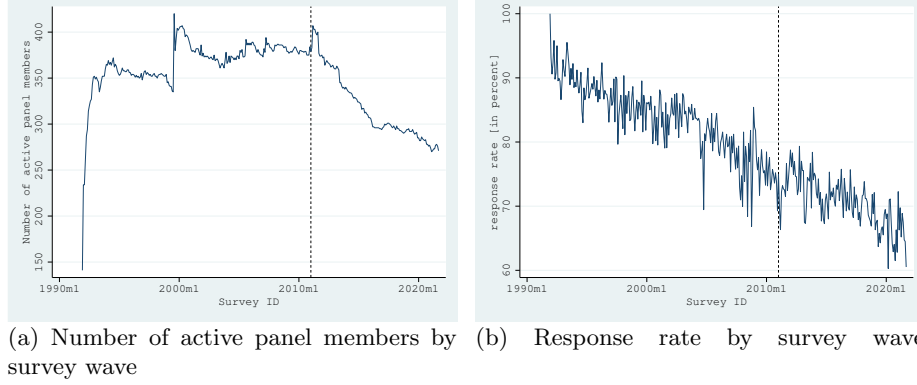 Number of active panel members
400
350
300
250
200
150
1990m1 2000m1 2010m1 2020m1
Survey ID
response rate [in percent]
100
90
80
70
60
1990m1 2000m1 2010m1 2020m1
Survey ID
(a) Number of active panel members by
survey wave
(b) Response rate by survey wave